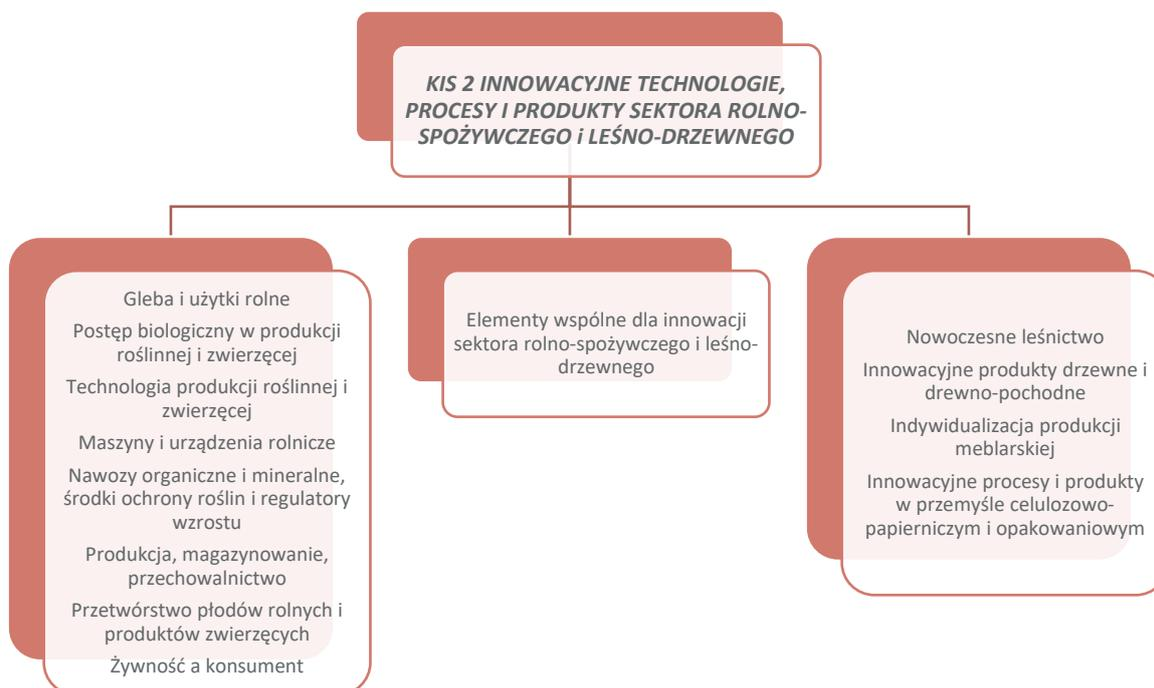 KIS 2 INNOWACYJNE TECHNOLOGIE,
PROCESY I PRODUKTY SEKTORA ROLNO-
SPOŻYWCZEGO i LEŚNO-DRZEWNEGO
Gleba i użytki rolne
Postęp biologiczny w produkcji
roślinnej i zwierzęcej
Technologia produkcji roślinnej i
zwierzęcej
Maszyny i urządzenia rolnicze
Nawozy organiczne i mineralne,
środki ochrony roślin i regulatory
wzrostu
Produkcja, magazynowanie,
przechowalnictwo
Przetwórstwo płodów rolnych i
produktów zwierzęcych
Żywność a konsument
Elementy wspólne dla innowacji
sektora rolno-spożywczego i leśno-
drzewnego
Nowoczesne leśnictwo
Innowacyjne produkty drzewne i
drewno-pochodne
Indywidualizacja produkcji
meblarskiej
Innowacyjne procesy i produkty
w przemyśle celulozowo-
papierniczym i opakowaniowym